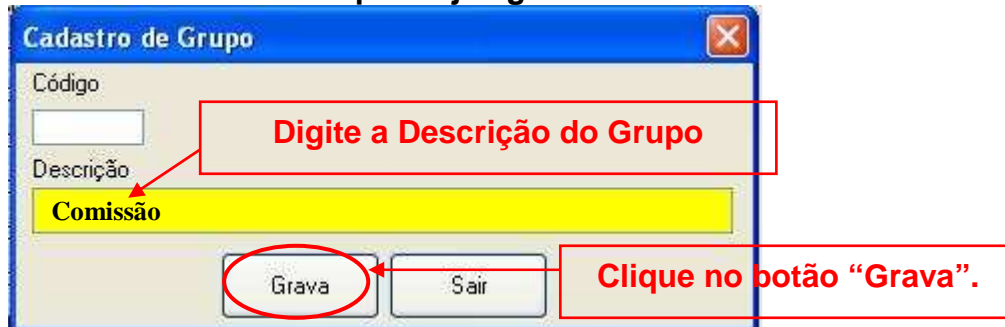 Cadastro de Grupo
Código
Digite a Descrição do Grupo
Descrição
Comissão
Grava
Sair
Clique no botão “Grava”.